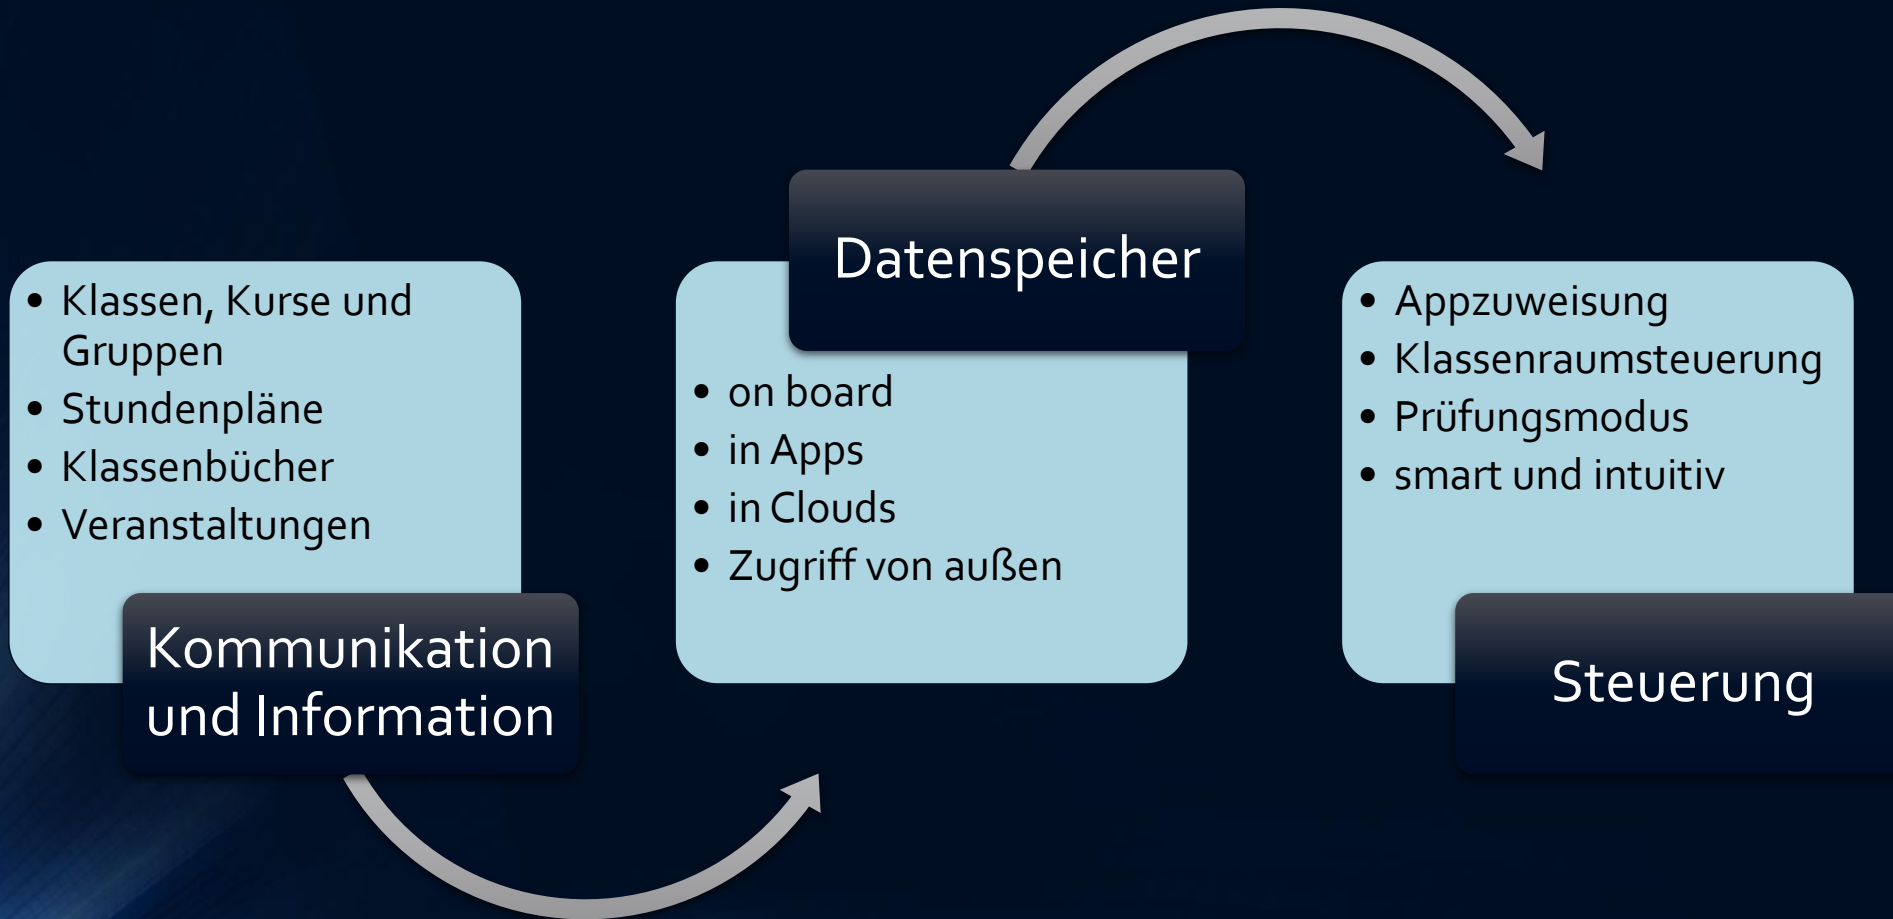 • Klassen, Kurse und
Gruppen
• Stundenpläne
• Klassenbücher
• Veranstaltungen
Kommunikation
und Information
Datenspeicher
• on board
• in Apps
• in Clouds
• Zugriff von außen
• Appzuweisung
• Klassenraumsteuerung
• Prüfungsmodus
• smart und intuitiv
Steuerung